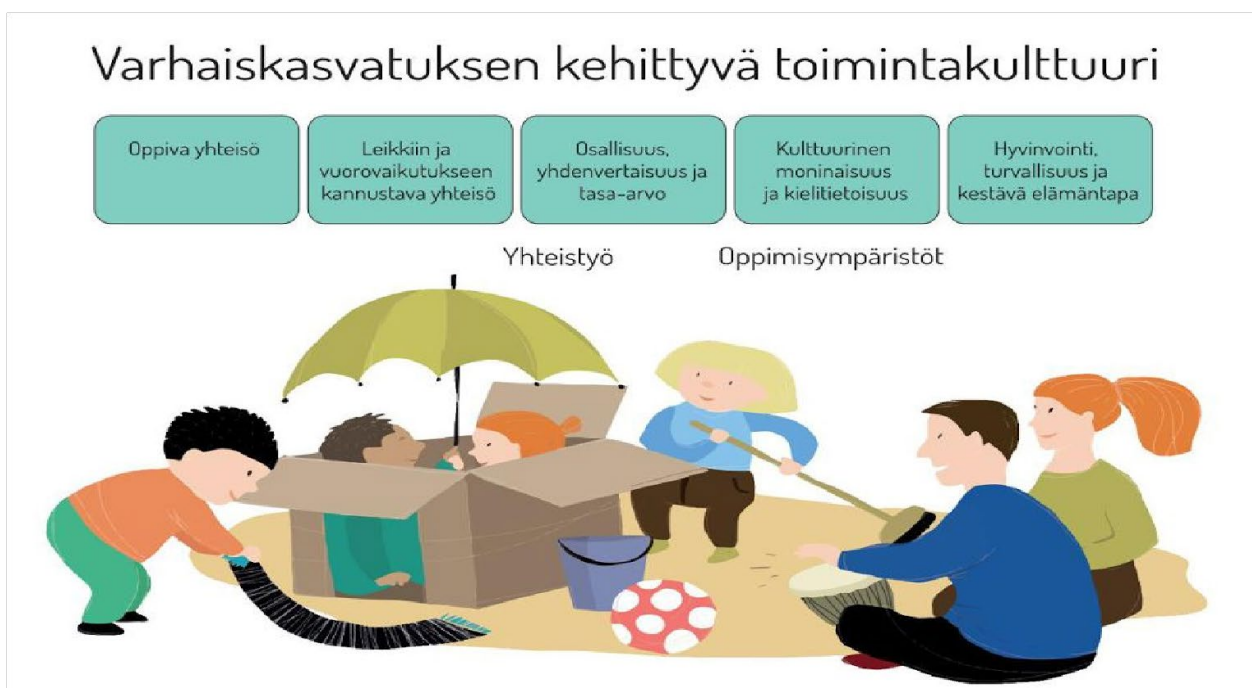 Varhaiskasvatuksen kehittyvä toimintakulttuuri
Oppiva yhteisö
Leikkiin ja
vuorovaikutukseen
kannustava yhteisö
Osallisuus,
yhdenvertaisuus ja
tasa-arvo
Kulttuurinen
moninaisuus
ja kielitietoisuus
Hyvinvointi,
turvallisuus ja
kestävä elämäntapa
Yhteistyö
Oppimisympäristöt